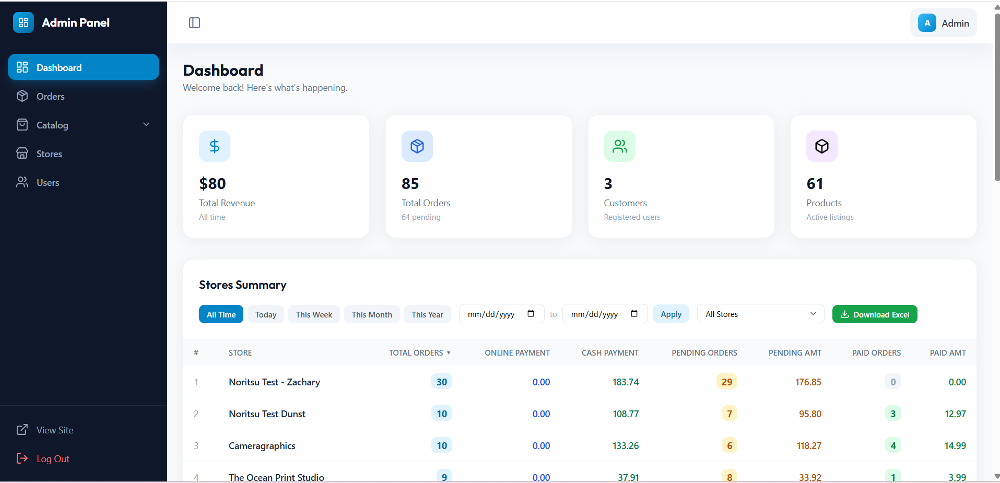 Admin Panel
A Admin
Dashboard
Orders
Catalog
Stores
Users
View Site
Log Out
Dashboard
Welcome back! Here's what's happening.
$80
Total Revenue
All time
85
Total Orders
64 pending
3
Customers
Registered users
61
Products
Active listings
Stores Summary
All Time Today This Week This Month This Year mm/dd/yyyy to mm/dd/yyyy Apply All Stores Download Excel
# STORE TOTAL ORDERS ▼ ONLINE PAYMENT CASH PAYMENT PENDING ORDERS PENDING AMT PAID ORDERS PAID AMT
1 Noritsu Test - Zachary 30 0.00 183.74 29 176.85 0 0.00
2 Noritsu Test Dunst 10 0.00 108.77 7 95.80 3 12.97
3 Cameragraphics 10 0.00 133.26 6 118.27 4 14.99
4 The Ocean Print Studio 9 0.00 37.91 8 33.92 1 3.99